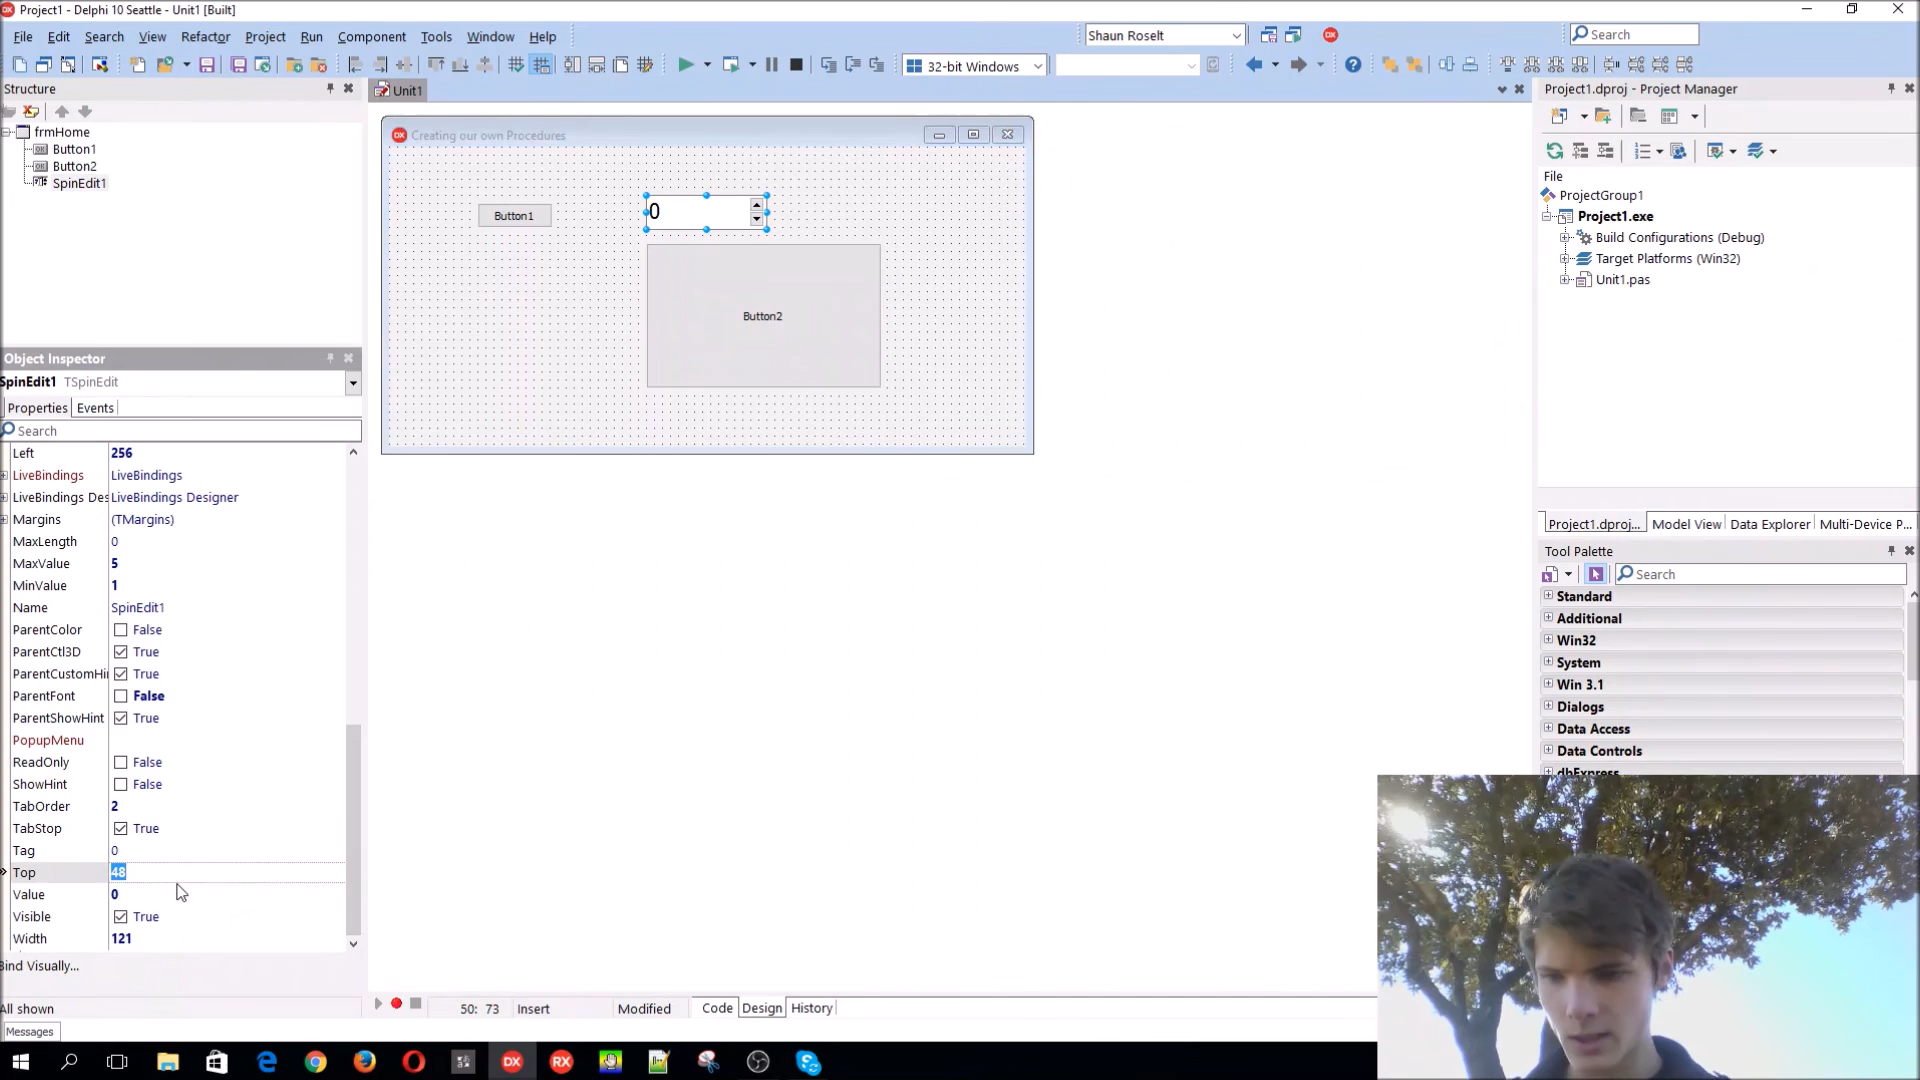 Project1 - Delphi 10 Seattle - Unit1 [Built]
File Edit Search View Refactor Project Run Component Tools Window Help
Shaun Roselt
Search
32-bit Windows
Structure
frmHome
Button1
Button2
SpinEdit1
Unit1
Creating our own Procedures
Button1
0
Button2
Object Inspector
SpinEdit1 TSpinEdit
Properties Events
Search
Left 256
LiveBindings LiveBindings
LiveBindings Des LiveBindings Designer
Margins (TMargins)
MaxLength 0
MaxValue 5
MinValue 1
Name SpinEdit1
ParentColor False
ParentCtl3D True
ParentCustomHi True
ParentFont False
ParentShowHint True
PopupMenu
ReadOnly False
ShowHint False
TabOrder 2
TabStop True
Tag 0
Top 48
Value 0
Visible True
Width 121
Bind Visually...
All shown
Messages
50: 73 Insert Modified Code Design History
Project1.dproj - Project Manager
File
ProjectGroup1
Project1.exe
Build Configurations (Debug)
Target Platforms (Win32)
Unit1.pas
Project1.dproj... Model View Data Explorer Multi-Device P...
Tool Palette
Search
Standard
Additional
Win32
System
Win 3.1
Dialogs
Data Access
Data Controls
dbExpress